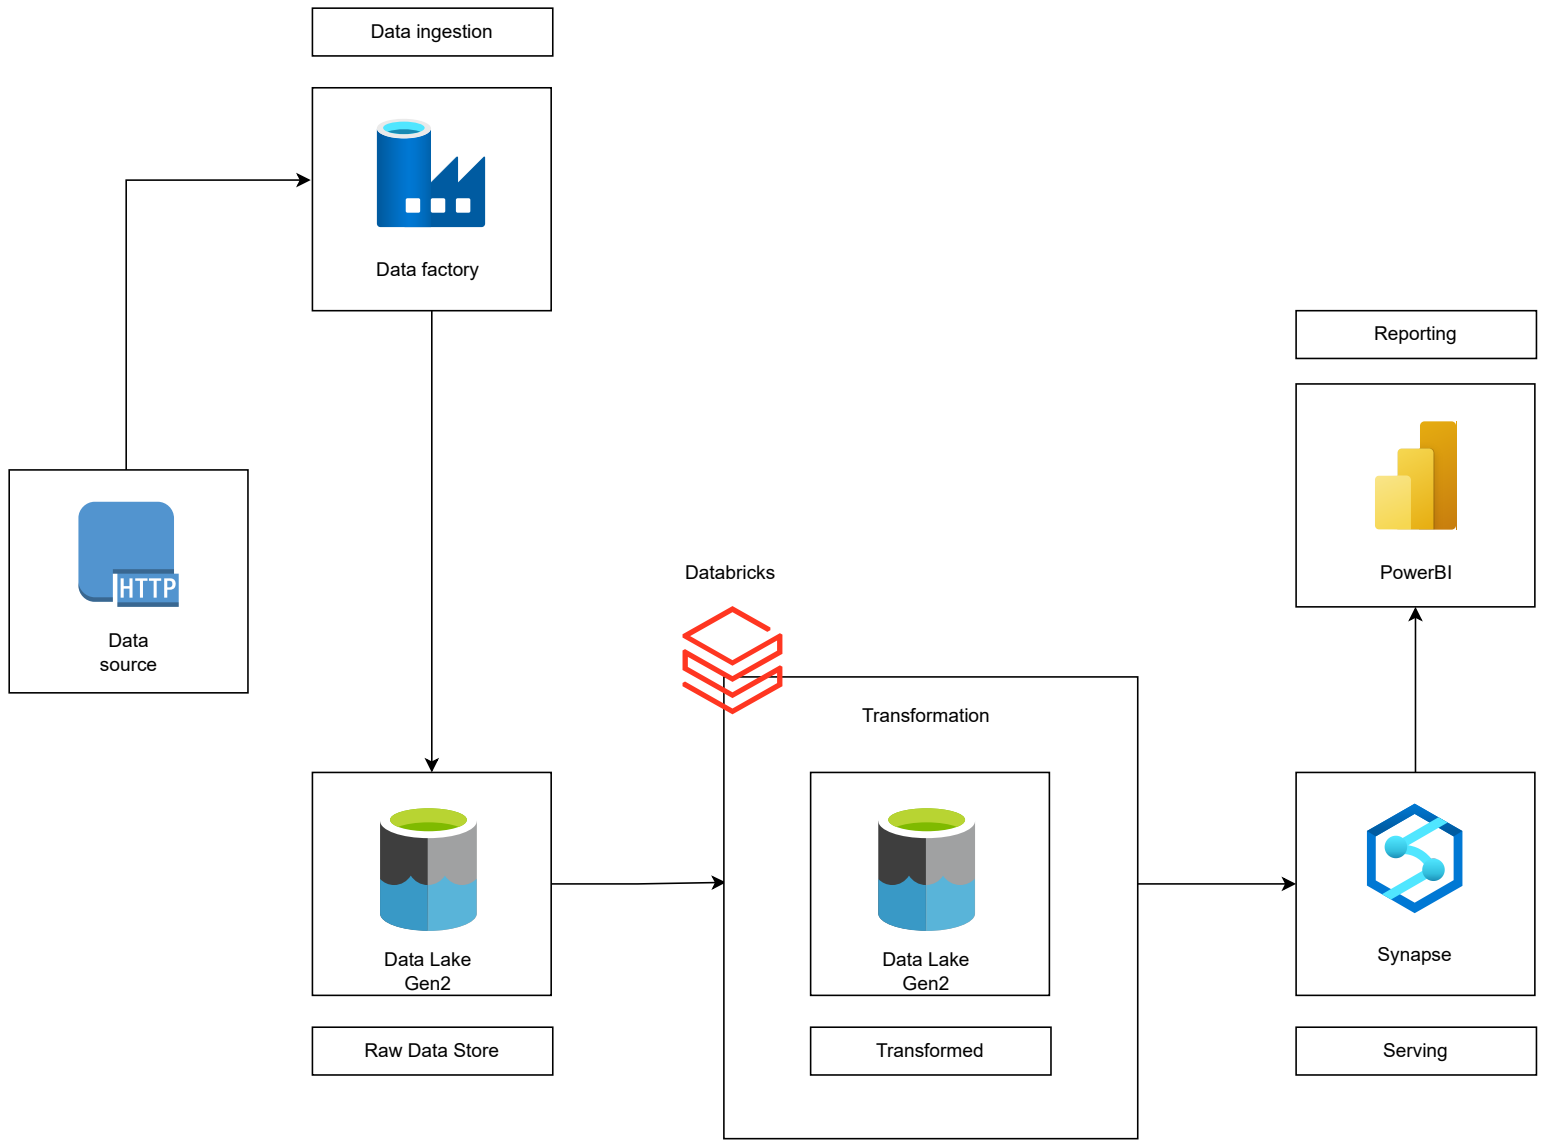 Data ingestion
Data factory
HTTP
Data
source
Data Lake
Gen2
Raw Data Store
Databricks
Transformation
Data Lake
Gen2
Transformed
Reporting
PowerBI
Synapse
Serving